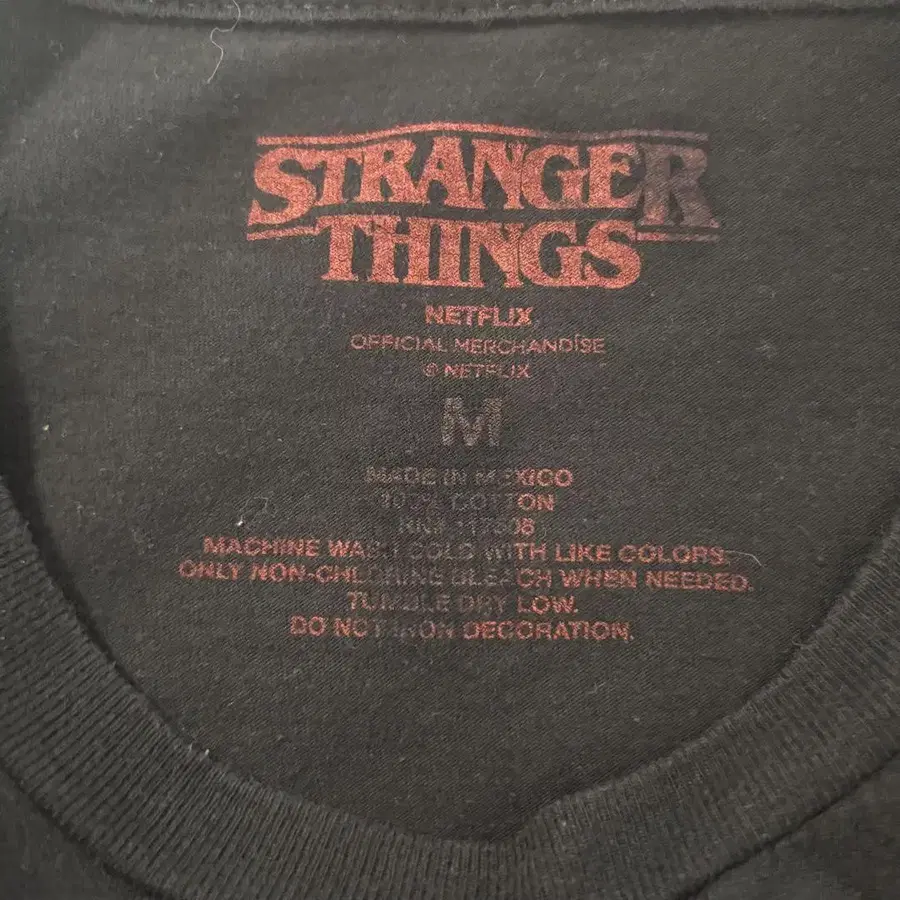 STRANGER
THINGS
NETFLIX
OFFICIAL MERCHANDISE
© NETFLIX
M
MADE IN MEXICO
100% COTTON
MACHINE WASH COLD WITH LIKE COLORS.
ONLY NON-CHLORINE BLEACH WHEN NEEDED.
TUMBLE DRY LOW.
DO NOT IRON DECORATION.